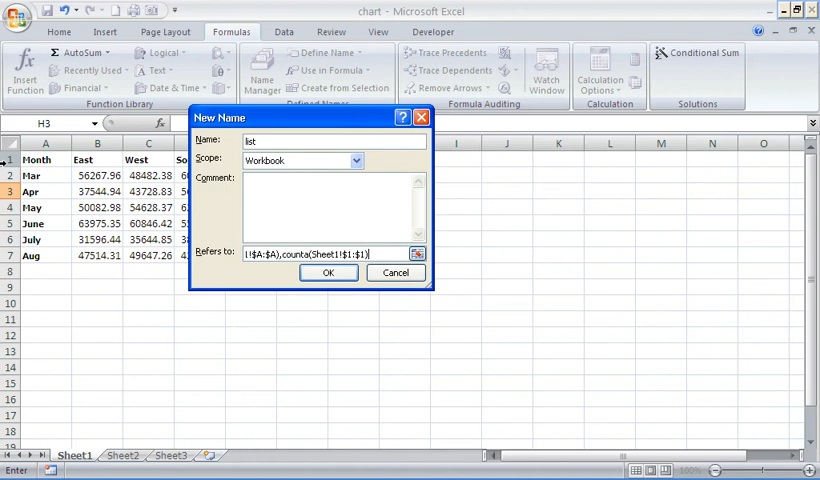 chart - Microsoft Excel
Home Insert Page Layout Formulas Data Review View Developer
fx Insert Function
Σ AutoSum
Recently Used
Financial
Logical
Text
Date & Time
Function Library
Name Manager
Define Name
Use in Formula
Trace Precedents
Trace Dependents
Remove Arrows
Formula Auditing
Watch Window
Calculation Options
Calculation
Conditional Sum
Solutions
H3 fx
A B C I J K L M N O
1 Month East West
2 Mar 56267.96 48482.38
3 Apr 37544.94 43728.83
4 May 50082.98 54628.37
5 June 63975.35 60846.42
6 July 31596.44 35644.85
7 Aug 47514.31 49647.26
8
9
10
11
12
13
14
15
16
17
18
19
New Name
Name: list
Scope: Workbook
Comment:
Refers to: !$A:$A),counta(Sheet1!$1:$1)
OK Cancel
Sheet1 Sheet2 Sheet3
Enter 100%